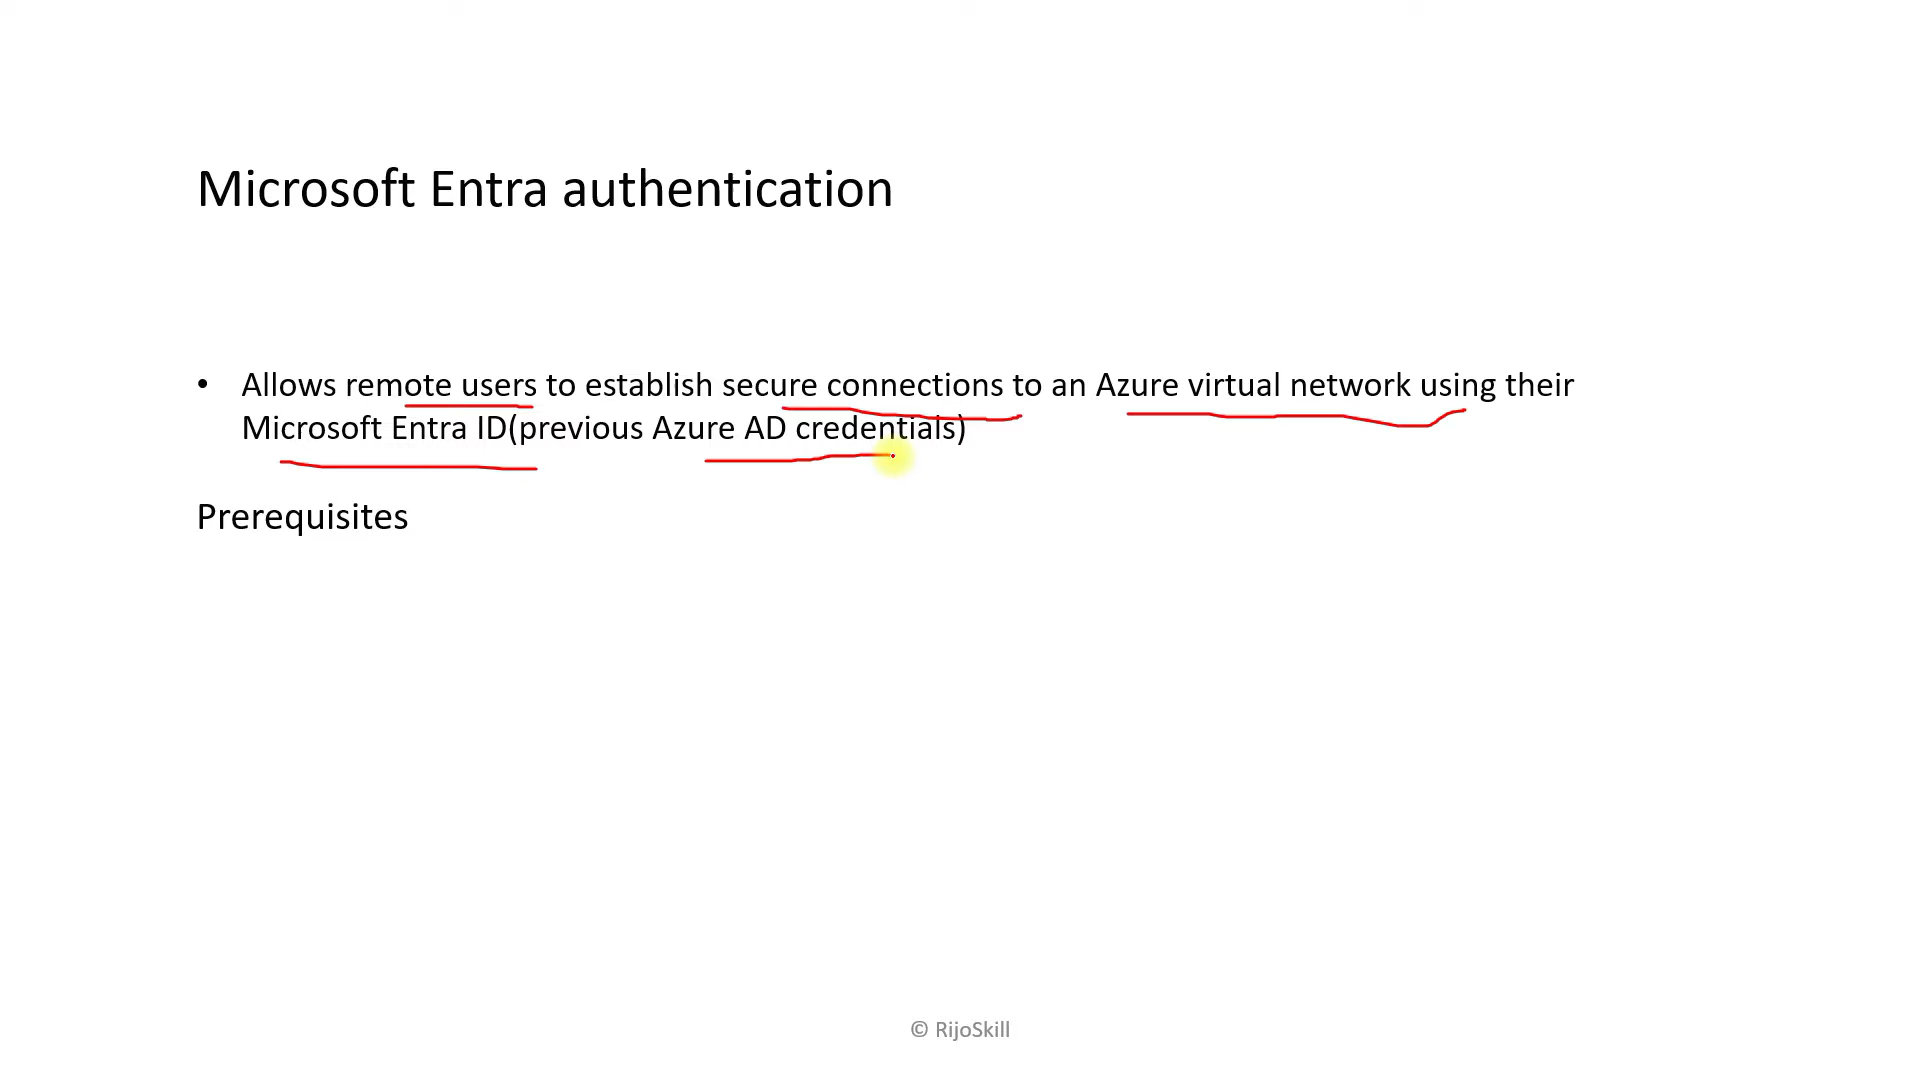 Microsoft Entra authentication
• Allows remote users to establish secure connections to an Azure virtual network using their
Microsoft Entra ID(previous Azure AD credentials)
Prerequisites
© RijoSkill